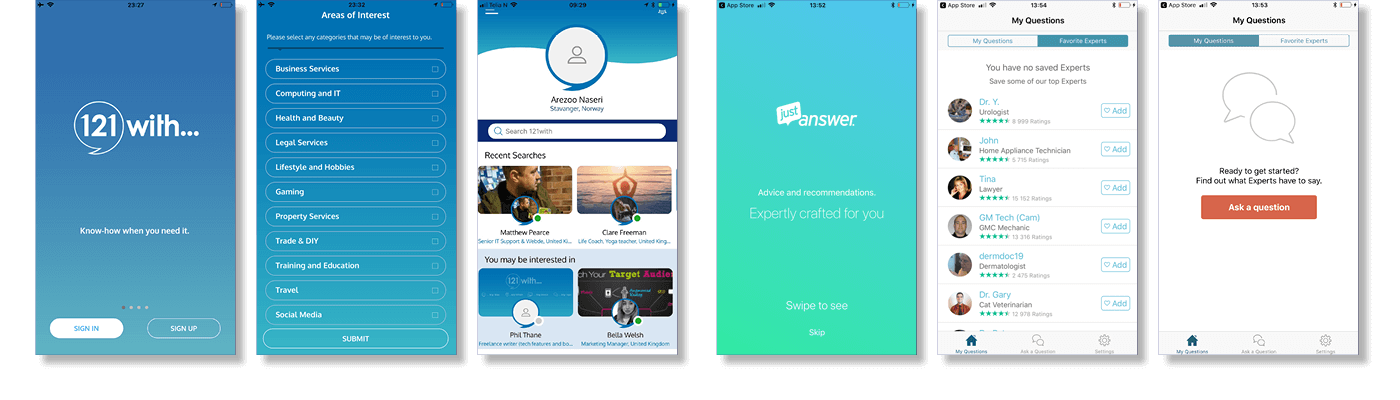 23:27
121 with...
Know-how when you need it.
SIGN IN
SIGN UP
23:32
Areas of Interest
Please select any categories that may be of interest to you.
Business Services
Computing and IT
Health and Beauty
Legal Services
Lifestyle and Hobbies
Gaming
Property Services
Trade & DIY
Training and Education
Travel
Social Media
SUBMIT
Telia N
09:29
Arezoo Naseri
Stavanger, Norway
Search 121with
Recent Searches
Matthew Pearce
Senior IT Support & Webde, United Ki...
Clare Freeman
Life Coach, Yoga teacher, United King...
You may be interested in
121 with...
Phil Thane
Freelance writer itech features and bo...
ch Your Target Audie
Bella Welsh
Marketing Manager, United Kingdom
App Store
13:52
just
answer.
Advice and recommendations.
Expertly crafted for you
Swipe to see
Skip
App Store
13:54
My Questions
My Questions
Favorite Experts
You have no saved Experts
Save some of our top Experts
Dr. Y.
Urologist
8 999 Ratings
Add
John
Home Appliance Technician
5 715 Ratings
Add
Tina
Lawyer
15 162 Ratings
Add
GM Tech (Cam)
GMC Mechanic
13 316 Ratings
Add
dermdoc19
Dermatologist
2 475 Ratings
Add
Dr. Gary
Cat Veterinarian
12 978 Ratings
Add
My Questions
Ask a Question
Settings
App Store
13:53
My Questions
My Questions
Favorite Experts
Ready to get started?
Find out what Experts have to say.
Ask a question
My Questions
Ask a Question
Settings